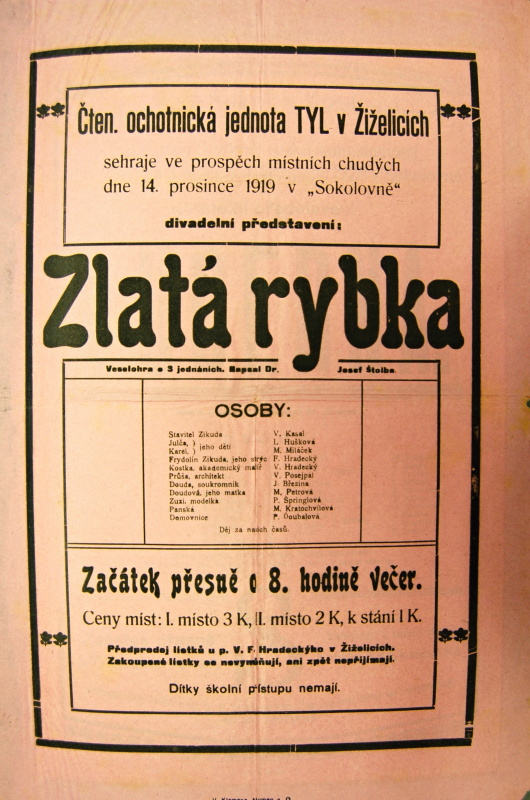 Čten. ochotnická jednota TYL v Žiželicích
sehraje ve prospěch místních chudých
dne 14. prosince 1919 v „Sokolovně“
divadelní představení:
Zlatá rybka
Veselohra o 3 jednáních. Napsal Dr. Josef Štolba
OSOBY:
Stavitel Zikuda V. Kasal
Julča, ) jeho děti L. Hušková
Karel, ) M. Miláček
Frydolín Zikuda, jeho strýc F. Hradecký
Kostka, akademický malíř V. Hradecký
Průša, architekt V. Posejpal
Douda, soukromník J. Březina
Doudová, jeho matka M. Petrová
Zuzi, modelka P. Springlová
Panská M. Kratochvílová
Domovnice P. Doubalová
Děj za našich časů.
Začátek přesně o 8. hodině večer.
Ceny míst: I. místo 3 K, II. místo 2 K, k stání 1 K.
Předprodej lístků u p. V. F. Hradeckýho v Žiželicích.
Zakoupené lístky se nevyměňují, ani zpět nepřijímají.
Dítky školní přístupu nemají.